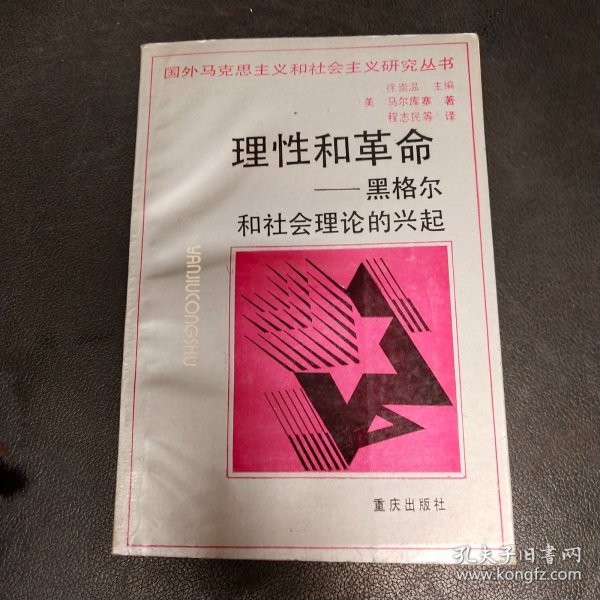 国外马克思主义和社会主义研究丛书
徐崇温 主编
美 马尔库塞 著
程志民等 译
理性和革命
——黑格尔
和社会理论的兴起
YANJIUCONGSHU
重庆出版社
孔夫子旧书网
www.kongfz.com